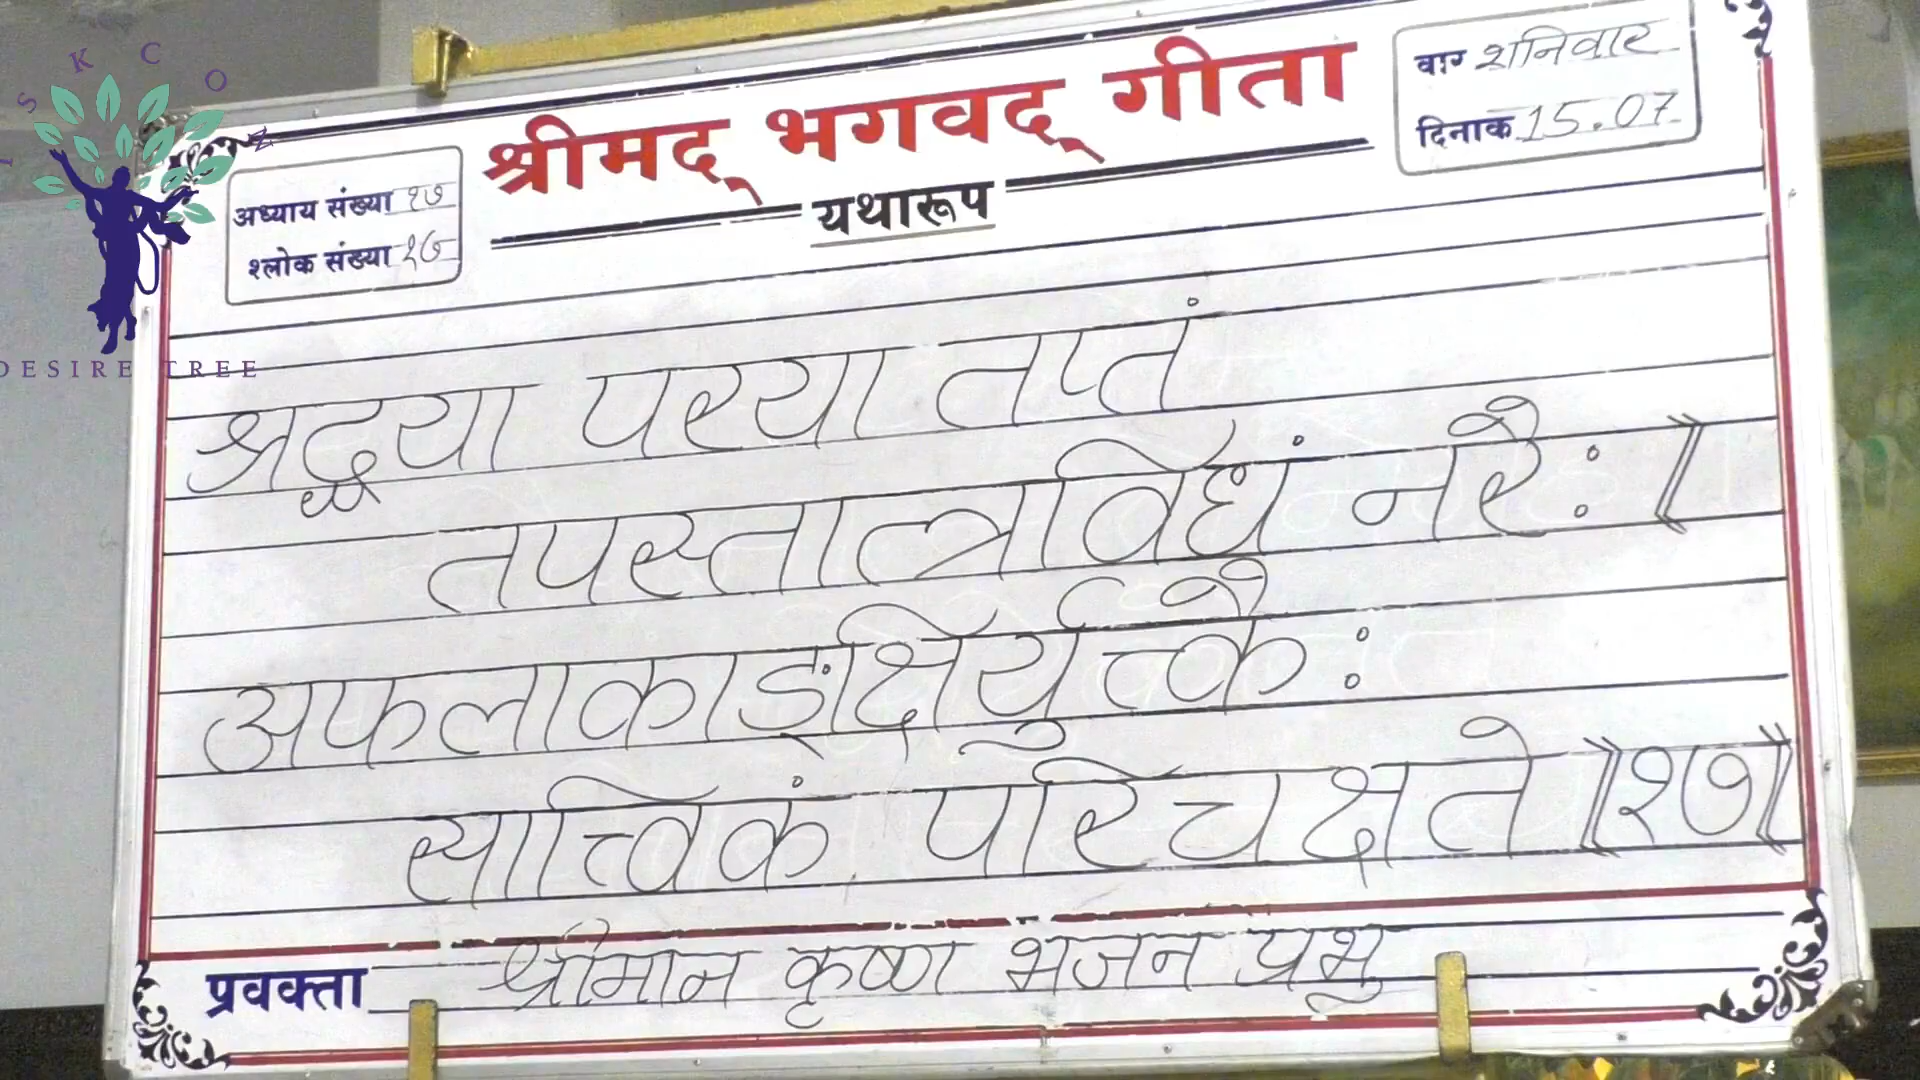 ISKCON
DESIRE TREE
श्रीमद् भगवद् गीता
यथारूप
वार शनिवार
दिनाक 15.07
अध्याय संख्या १७
श्लोक संख्या १७
श्रद्धया परया तप्तं
तपस्तात्त्रिविधं नरैः ॥
अफलाकाङ्क्षिर्युक्तैः
सात्त्विकं परिचक्षते ॥१७॥
प्रवक्ता श्रीमान कृष्ण भजन प्रभु